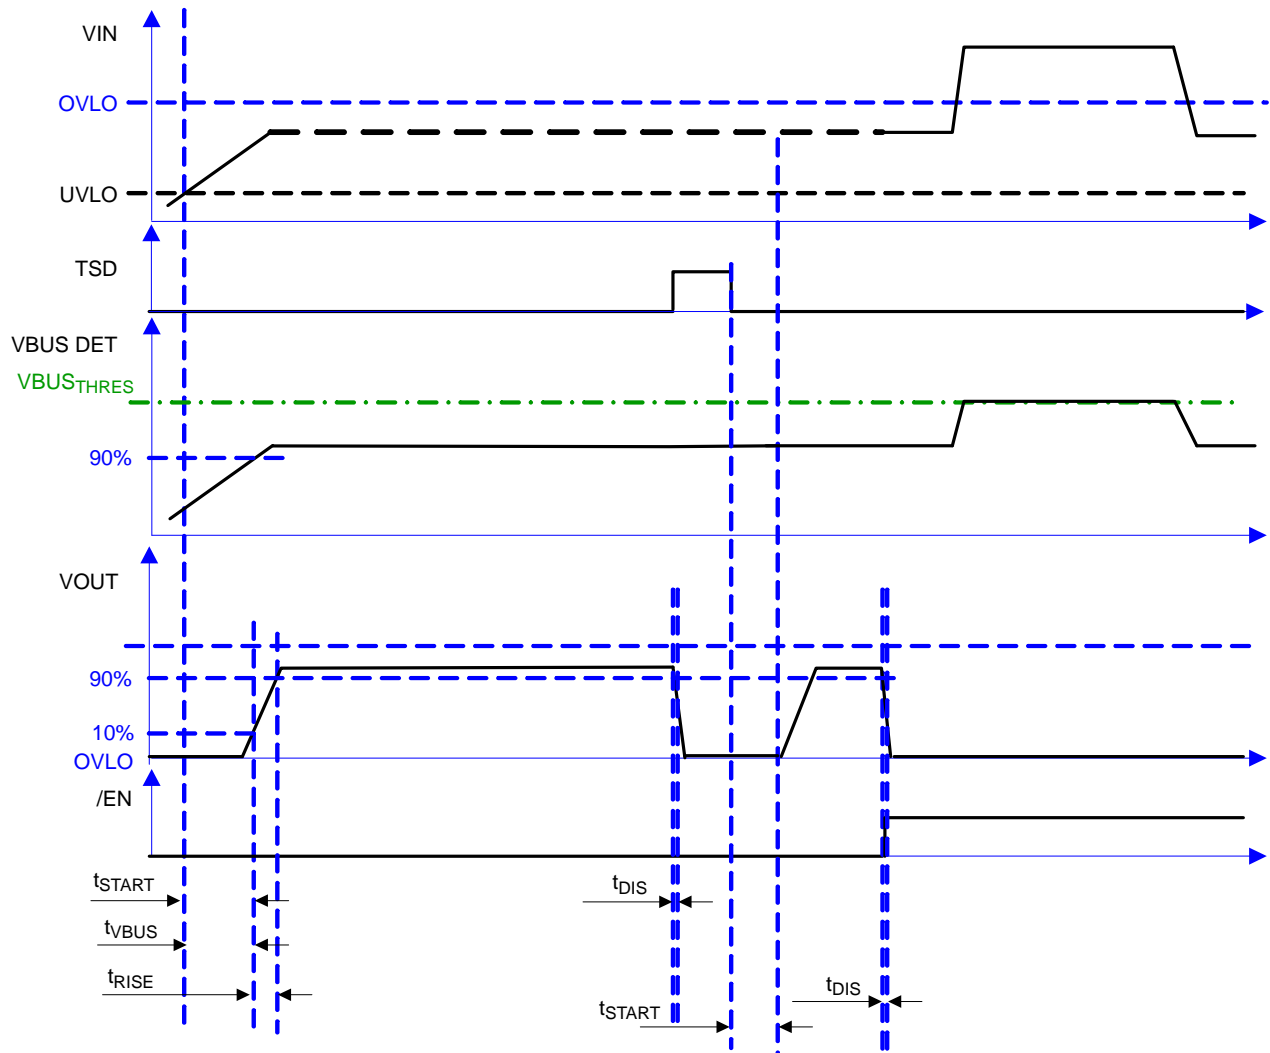 VIN
OVLO
UVLO
TSD
VBUS DET
VBUSTHRES
90%
VOUT
90%
10%
OVLO
/EN
tSTART
tDIS
tVBUS
tRISE
tDIS
tSTART